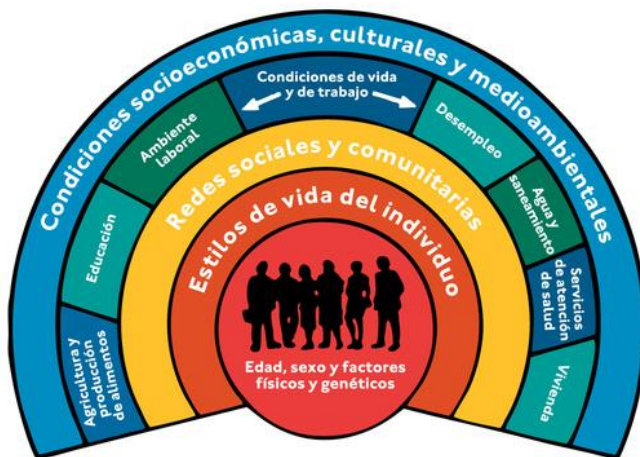 Condiciones socioeconómicas, culturales y medioambientales
Condiciones de vida
y de trabajo
Agricultura y
producción
de alimentos
Educación
Ambiente
laboral
Desempleo
Agua y
saneamiento
Servicios
de atención
de salud
Vivienda
Redes sociales y comunitarias
Estilos de vida del individuo
Edad, sexo y factores
físicos y genéticos